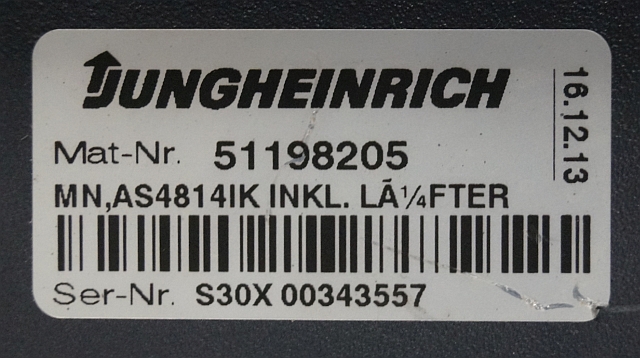 JUNGHEINRICH
16.12.13
Mat-Nr. 51198205
MN,AS4814IK INKL. LÃ¼FTER
Ser-Nr. S30X 00343557